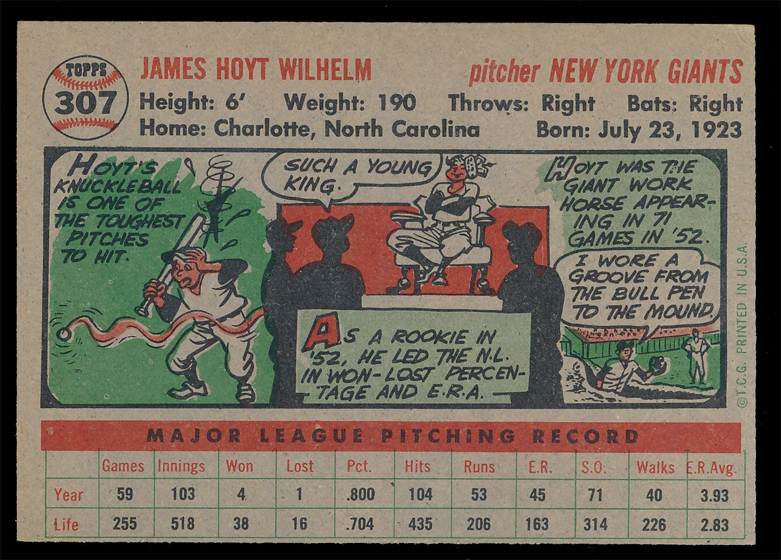 TOPPS
307
JAMES HOYT WILHELM
pitcher NEW YORK GIANTS
Height: 6' Weight: 190 Throws: Right Bats: Right
Home: Charlotte, North Carolina Born: July 23, 1923
HOYT'S
KNUCKLEBALL
IS ONE OF
THE TOUGHEST
PITCHES
TO HIT.
SUCH A YOUNG
KING.
AS A ROOKIE IN
'52, HE LED THE N.L.
IN WON-LOST PERCEN-
TAGE AND E.R.A.
HOYT WAS THE
GIANT WORK
HORSE APPEAR-
ING IN 71
GAMES IN '52.
I WORE A
GROOVE FROM
THE BULL PEN
TO THE MOUND.
©T.C.G. PRINTED IN U.S.A.
MAJOR LEAGUE PITCHING RECORD
Games Innings Won Lost Pct. Hits Runs E.R. S.O. Walks E.R.Avg.
Year 59 103 4 1 .800 104 53 45 71 40 3.93
Life 255 518 38 16 .704 435 206 163 314 226 2.83